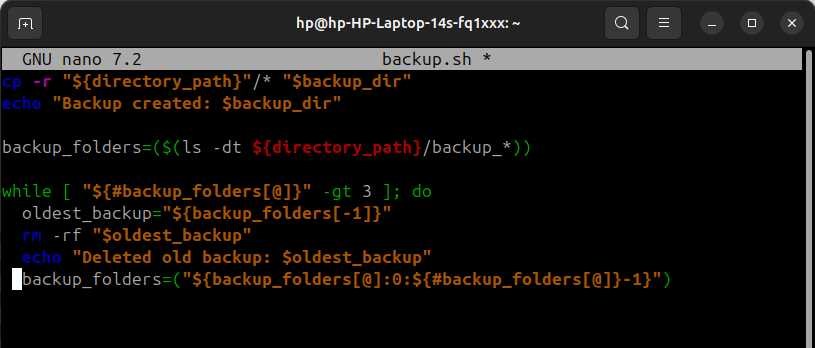 hp@hp-HP-Laptop-14s-fq1xxx: ~
GNU nano 7.2 backup.sh *
cp -r "${directory_path}"/* "$backup_dir"
echo "Backup created: $backup_dir"
backup_folders=($(ls -dt ${directory_path}/backup_*))
while [ "${#backup_folders[@]}" -gt 3 ]; do
oldest_backup="${backup_folders[-1]}"
rm -rf "$oldest_backup"
echo "Deleted old backup: $oldest_backup"
backup_folders=("${backup_folders[@]:0:${#backup_folders[@]}-1}")